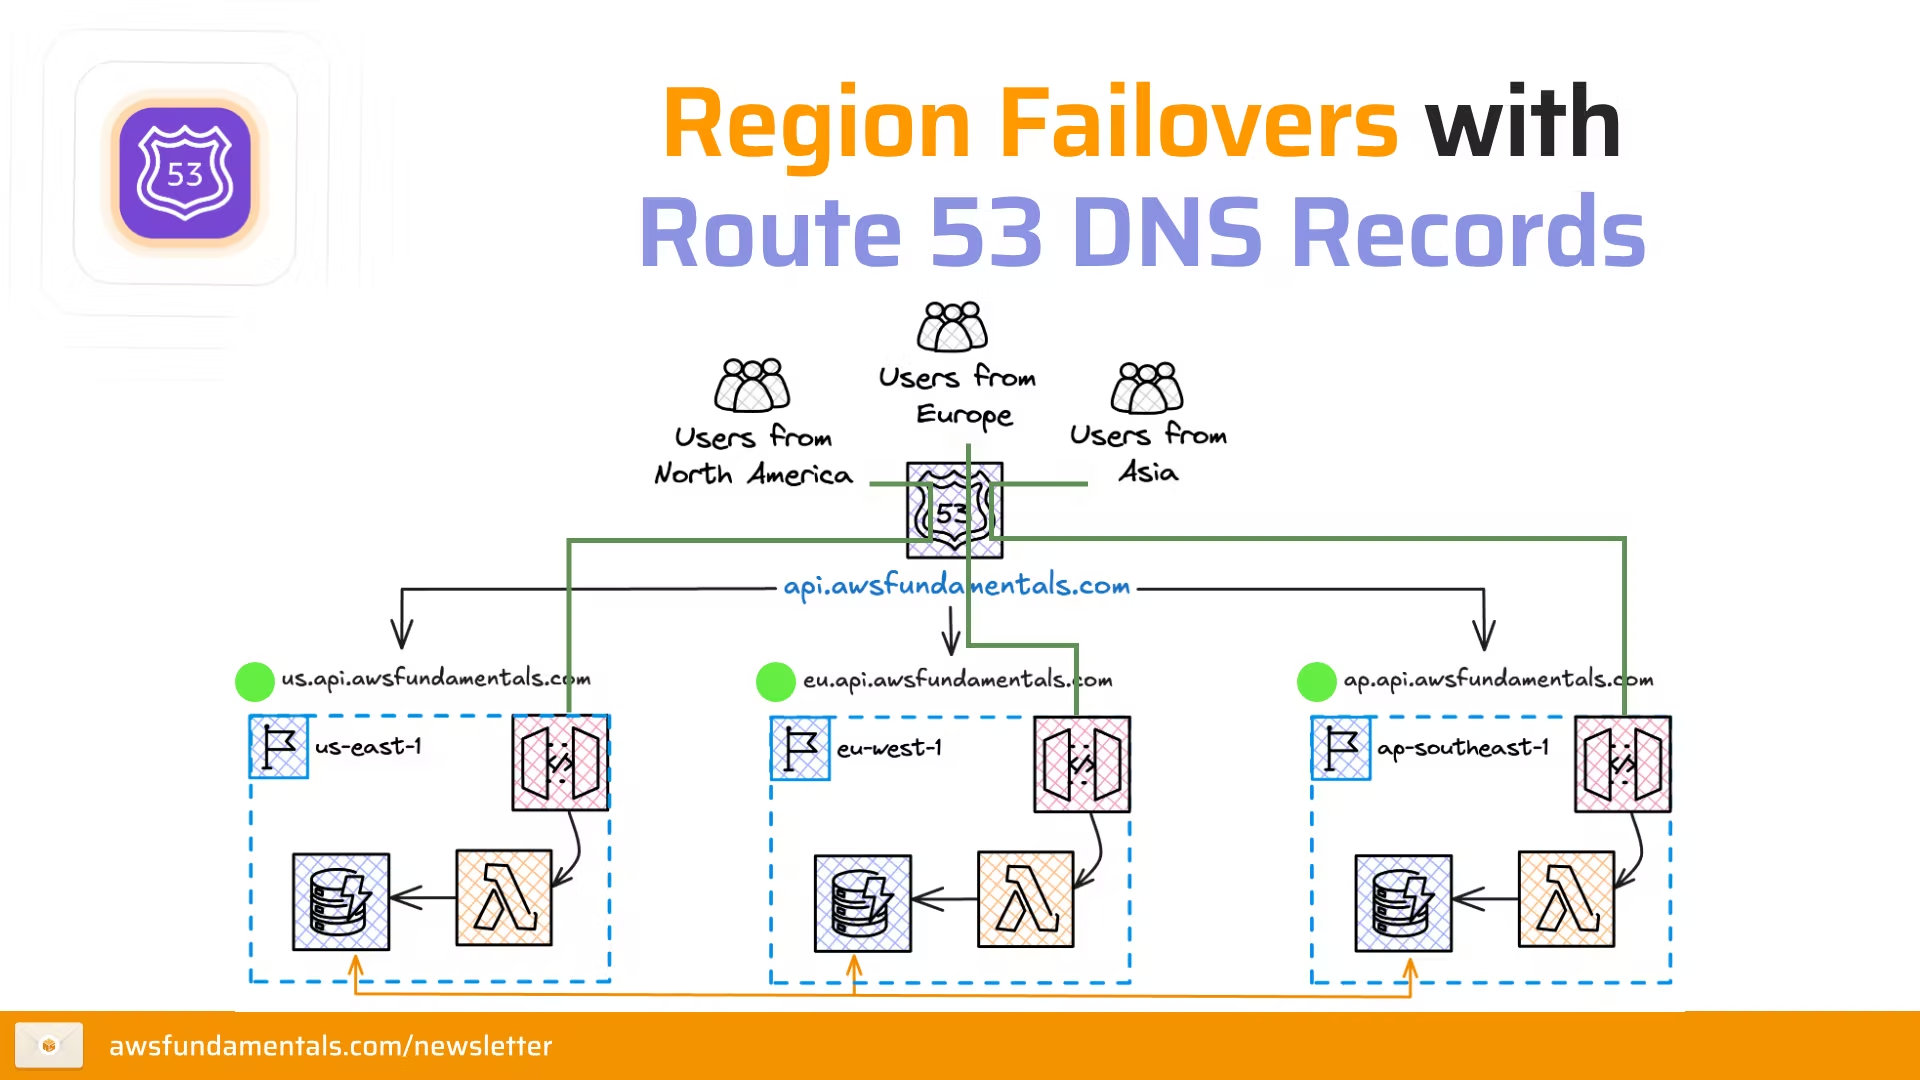 53
Region Failovers with
Route 53 DNS Records
Users from
Europe
Users from
North America
Users from
Asia
53
api.awsfundamentals.com
us.api.awsfundamentals.com
eu.api.awsfundamentals.com
ap.api.awsfundamentals.com
us-east-1
</>
eu-west-1
</>
ap-southeast-1
</>
awsfundamentals.com/newsletter